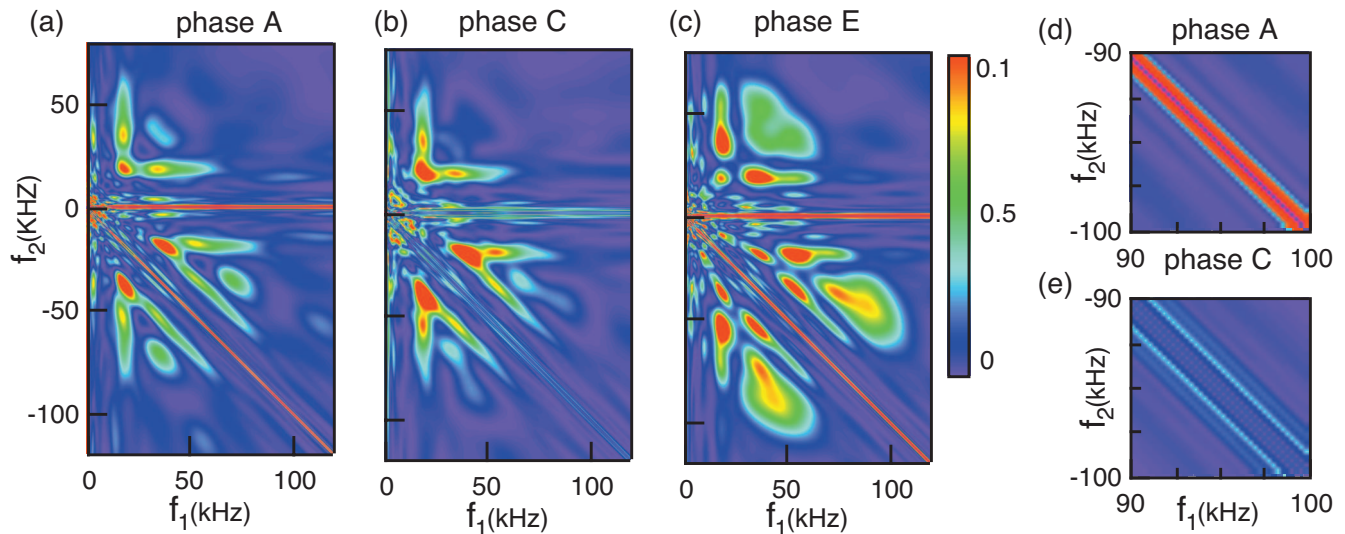 (a) phase A
(b) phase C
(c) phase E
(d) phase A
50
0
-50
-100
f2(kHz)
0 50 100
f1(kHz)
0 50 100
f1(kHz)
0 50 100
f1(kHz)
0.1
0.5
0
-90
f2(kHz)
-100
90 100
(e) phase C
-90
f2(kHz)
-100
90 100
f1(kHz)